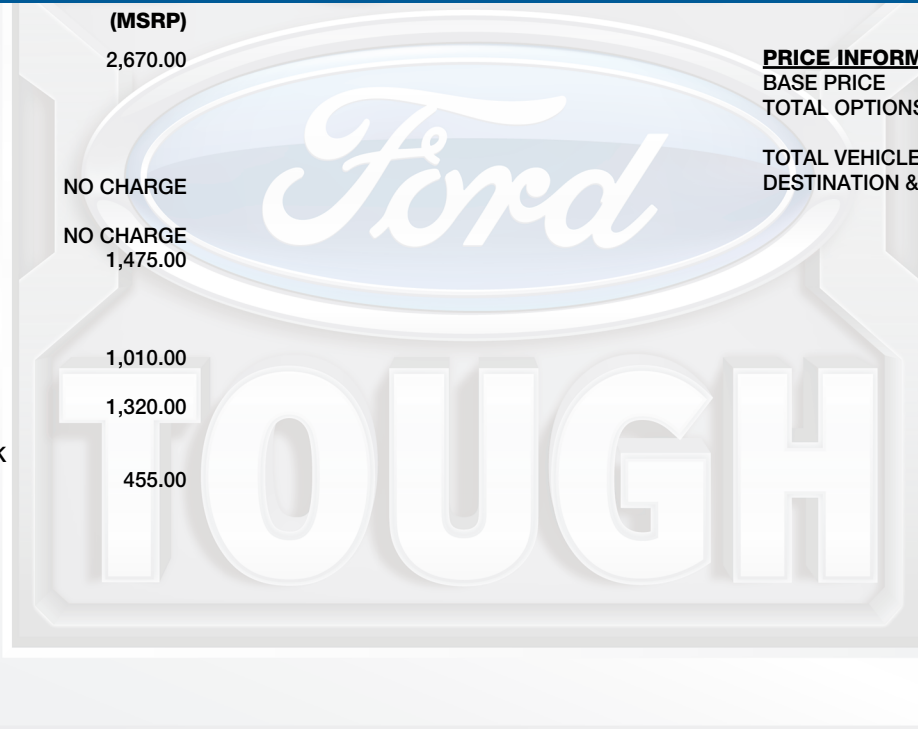 (MSRP)
2,670.00
NO CHARGE
NO CHARGE
1,475.00
1,010.00
1,320.00
K
455.00
PRICE INFORM
BASE PRICE
TOTAL OPTIONS
TOTAL VEHICLE
DESTINATION &
Ford
TOUGH